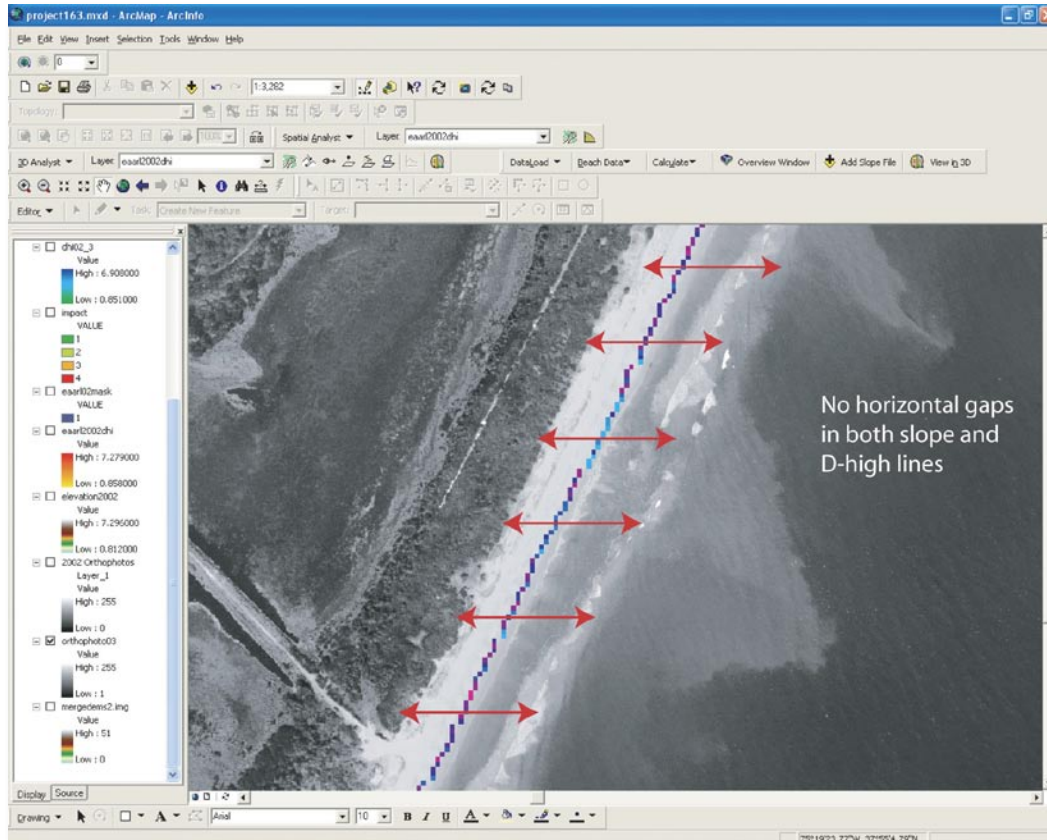 project163.mxd - ArcMap - ArcInfo
File Edit View Insert Selection Tools Window Help
0
1:3,282
Topology:
100%
Spatial Analyst Layer: eaarl2002dhi
3D Analyst Layer: eaarl2002dhi
DataLoad Beach Data Calculate Overview Window Add Slope File View in 3D
Editor Task: Create New Feature Target:
dhi02_3
Value
High : 6.908000
Low : 0.851000
impact
VALUE
1
2
3
4
eaarl02mask
VALUE
1
eaarl2002dhi
Value
High : 7.279000
Low : 0.858000
elevation2002
Value
High : 7.296000
Low : 0.812000
2002 Orthophotos
Layer_1
Value
High : 255
Low : 0
orthophoto03
Value
High : 255
Low : 1
mergedems2.img
Value
High : 51
Low : 0
No horizontal gaps
in both slope and
D-high lines
Display Source
Drawing A Arial 10 B I U A